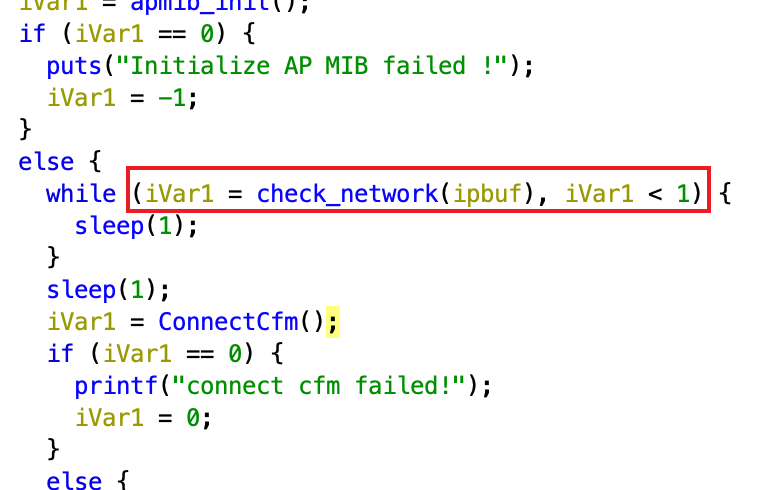 iVar1 = apmib_init();
if (iVar1 == 0) {
puts("Initialize AP MIB failed !");
iVar1 = -1;
}
else {
while (iVar1 = check_network(ipbuf), iVar1 < 1) {
sleep(1);
}
sleep(1);
iVar1 = ConnectCfm();
if (iVar1 == 0) {
printf("connect cfm failed!");
iVar1 = 0;
}
else {